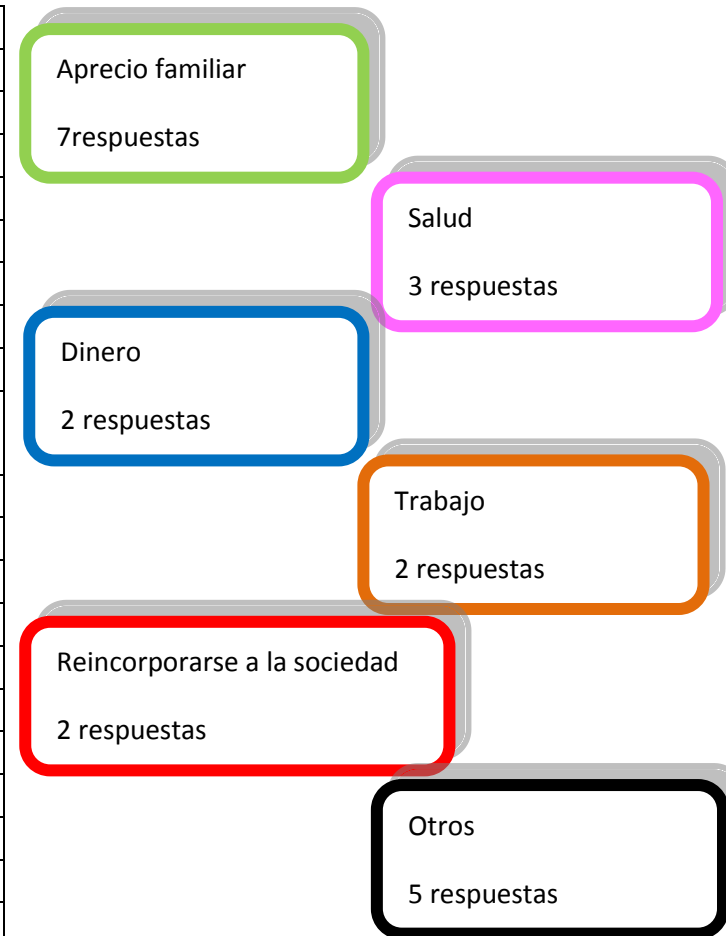 Aprecio familiar
7respuestas
Salud
3 respuestas
Dinero
2 respuestas
Trabajo
2 respuestas
Reincorporarse a la sociedad
2 respuestas
Otros
5 respuestas